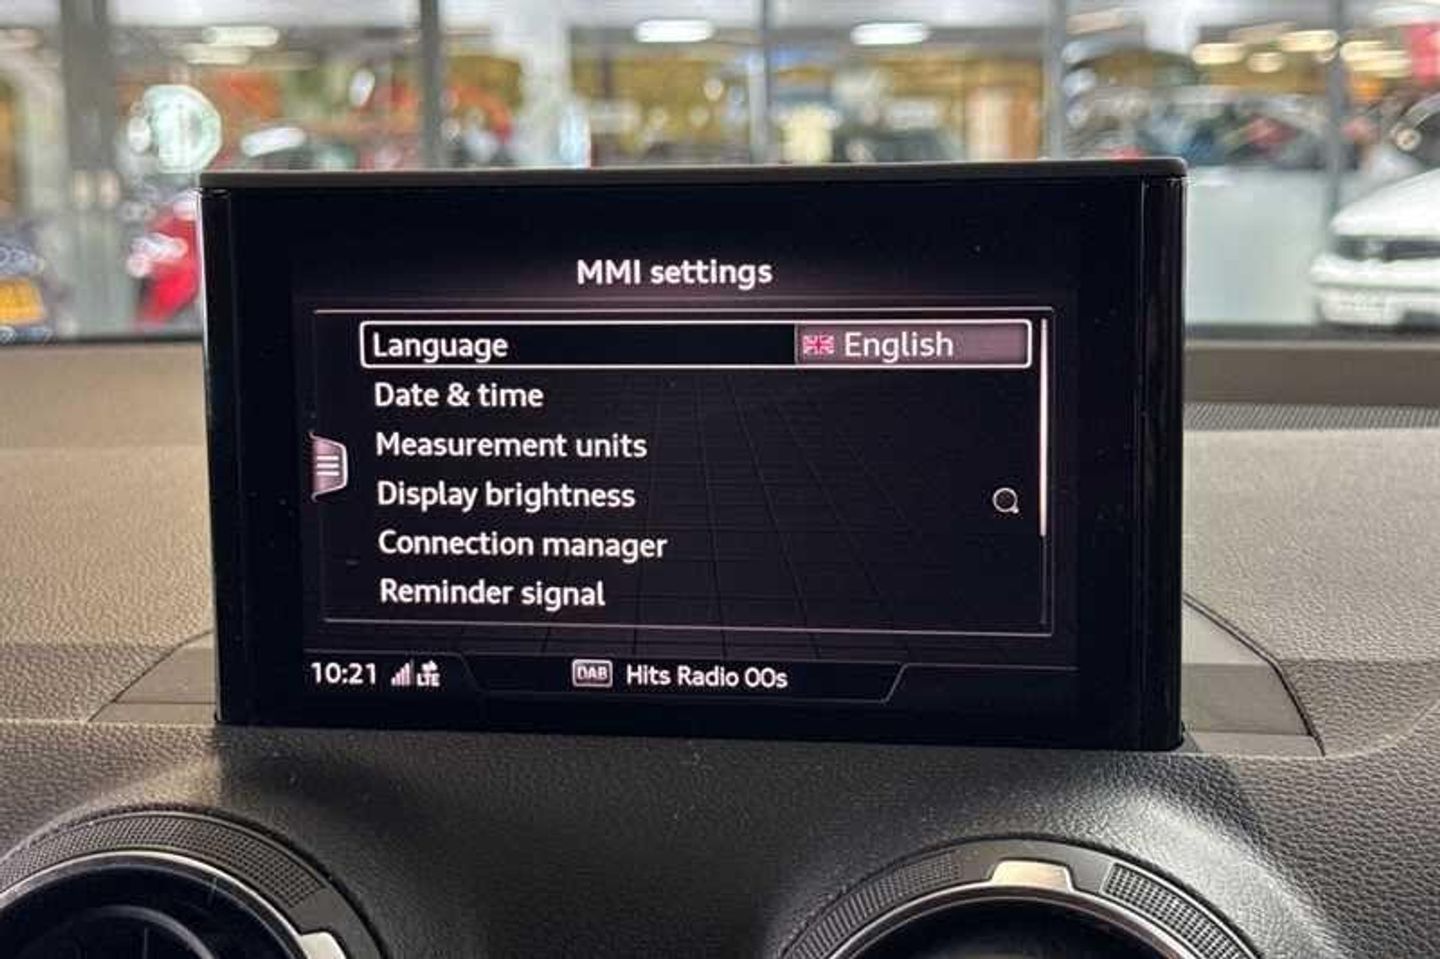 MMI settings
Language English
Date & time
Measurement units
Display brightness
Connection manager
Reminder signal
10:21 LTE DAB Hits Radio 00s